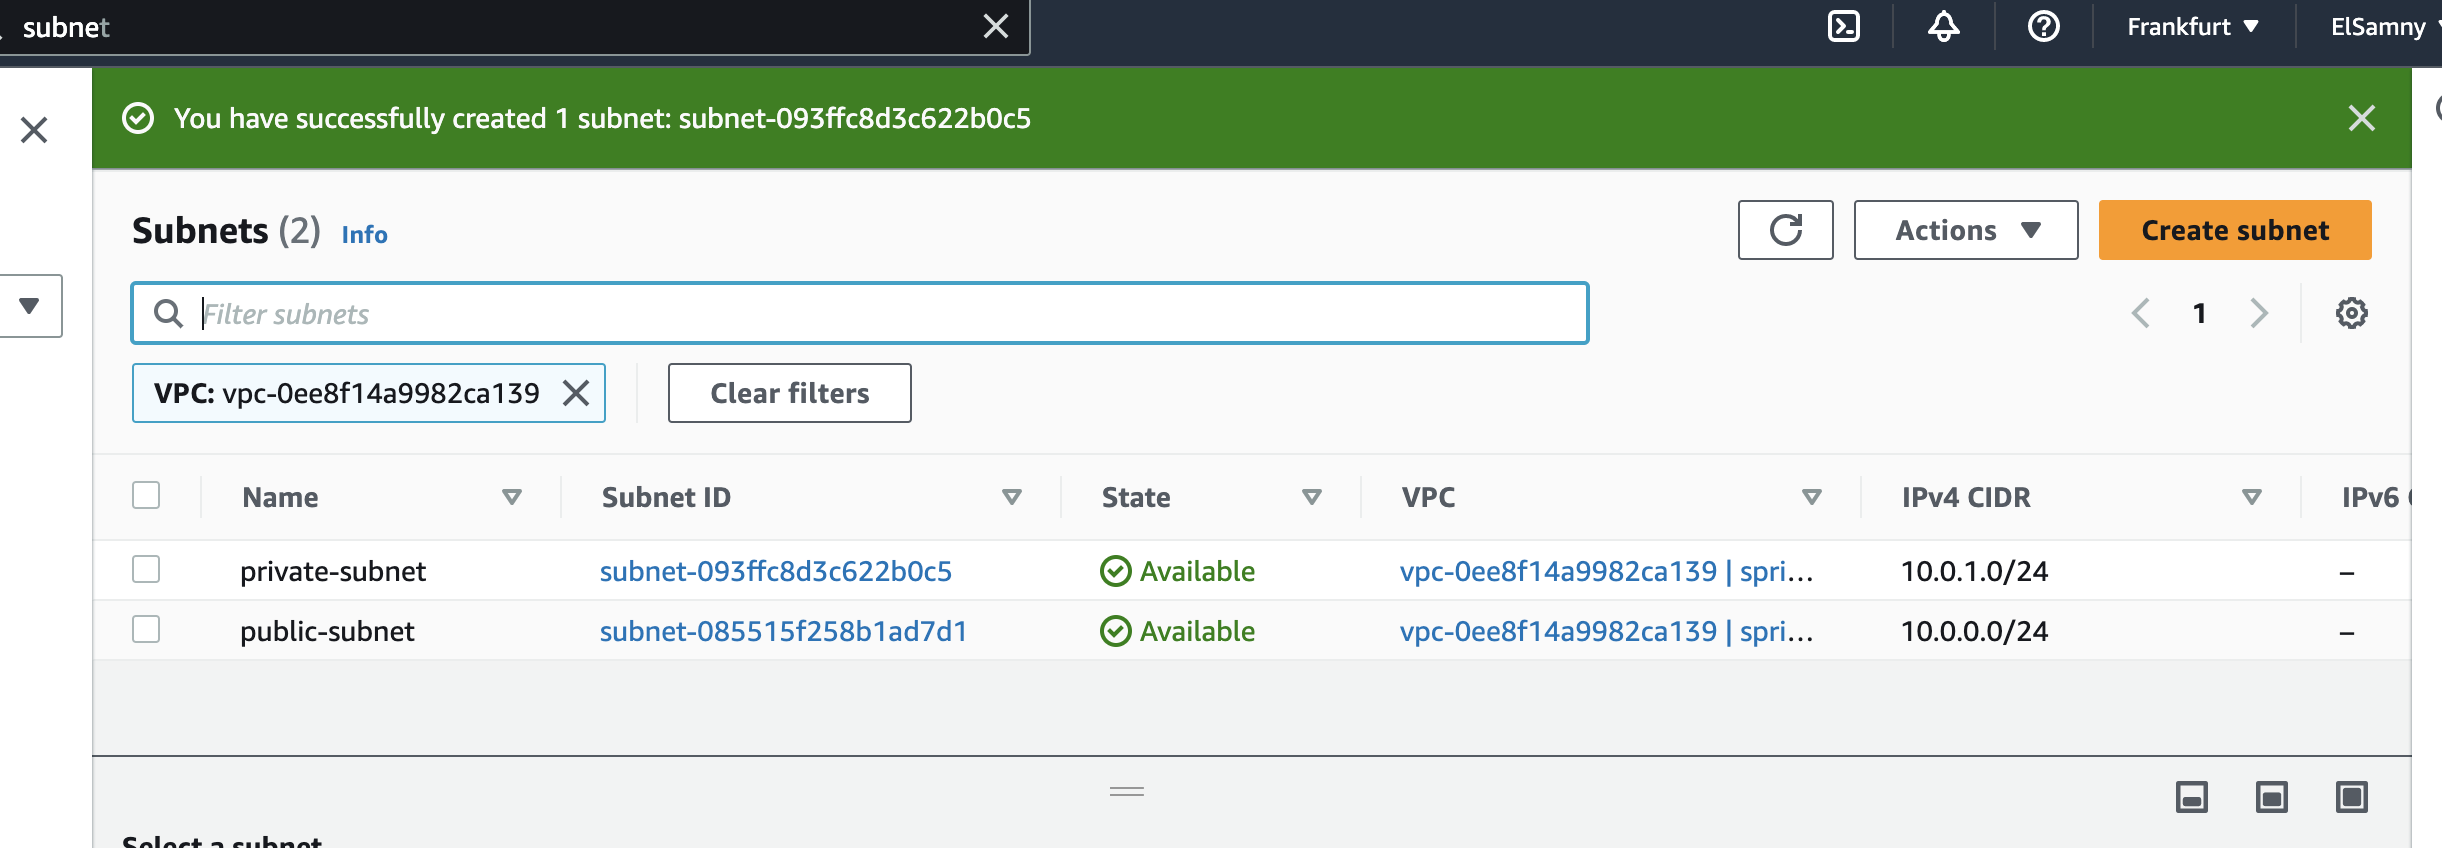 subnet
Frankfurt
ElSamny
You have successfully created 1 subnet: subnet-093ffc8d3c622b0c5
Subnets (2) Info
Actions
Create subnet
Filter subnets
1
VPC: vpc-0ee8f14a9982ca139
Clear filters
Name Subnet ID State VPC IPv4 CIDR IPv6
private-subnet subnet-093ffc8d3c622b0c5 Available vpc-0ee8f14a9982ca139 | spri... 10.0.1.0/24 –
public-subnet subnet-085515f258b1ad7d1 Available vpc-0ee8f14a9982ca139 | spri... 10.0.0.0/24 –
Select a subnet